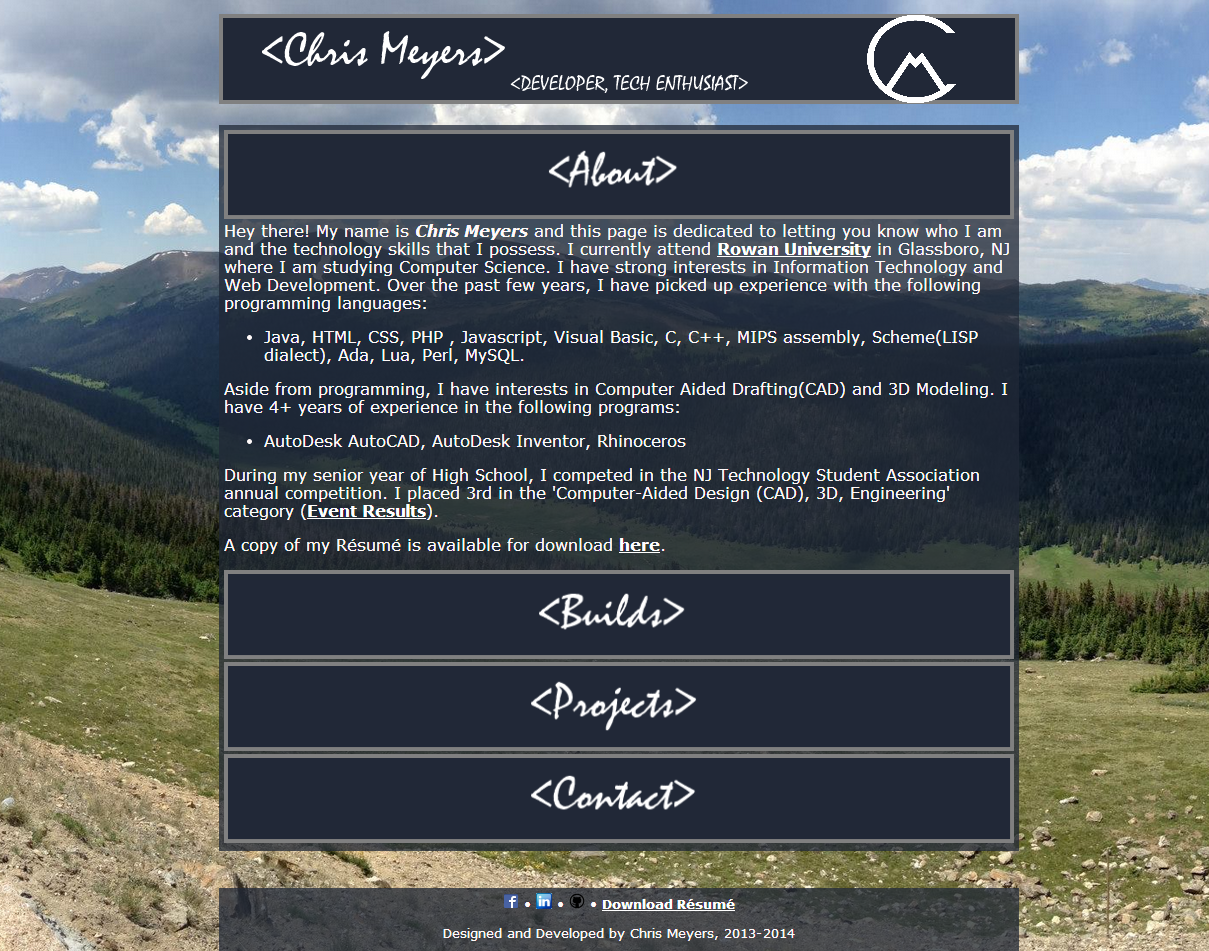 <Chris Meyers>
<DEVELOPER, TECH ENTHUSIAST>
<About>
Hey there! My name is Chris Meyers and this page is dedicated to letting you know who I am
and the technology skills that I possess. I currently attend Rowan University in Glassboro, NJ
where I am studying Computer Science. I have strong interests in Information Technology and
Web Development. Over the past few years, I have picked up experience with the following
programming languages:
• Java, HTML, CSS, PHP , Javascript, Visual Basic, C, C++, MIPS assembly, Scheme(LISP
dialect), Ada, Lua, Perl, MySQL.
Aside from programming, I have interests in Computer Aided Drafting(CAD) and 3D Modeling. I
have 4+ years of experience in the following programs:
• AutoDesk AutoCAD, AutoDesk Inventor, Rhinoceros
During my senior year of High School, I competed in the NJ Technology Student Association
annual competition. I placed 3rd in the 'Computer-Aided Design (CAD), 3D, Engineering'
category (Event Results).
A copy of my Résumé is available for download here.
<Builds>
<Projects>
<Contact>
f • in • • Download Résumé
Designed and Developed by Chris Meyers, 2013-2014